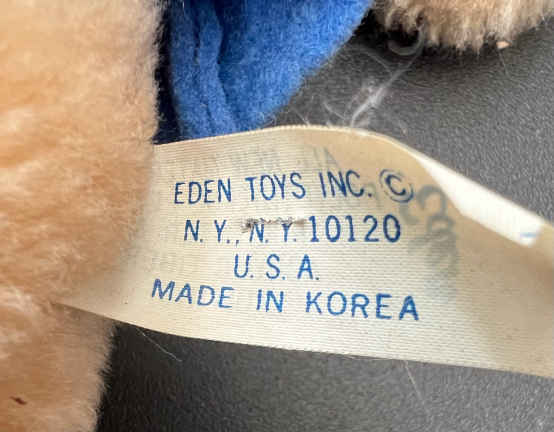 EDEN TOYS INC. ©
N. Y., N. Y. 10120
U. S. A.
MADE IN KOREA